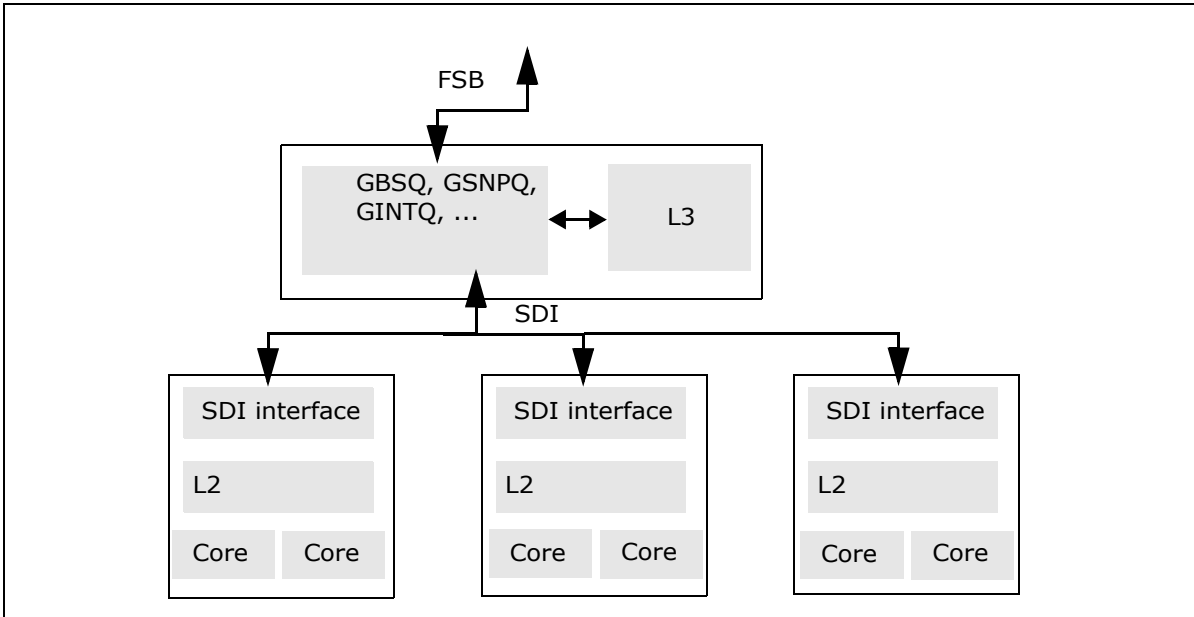 FSB
GBSQ, GSNPQ,
GINTQ, ...
L3
SDI
SDI interface
SDI interface
SDI interface
L2
L2
L2
Core
Core
Core
Core
Core
Core